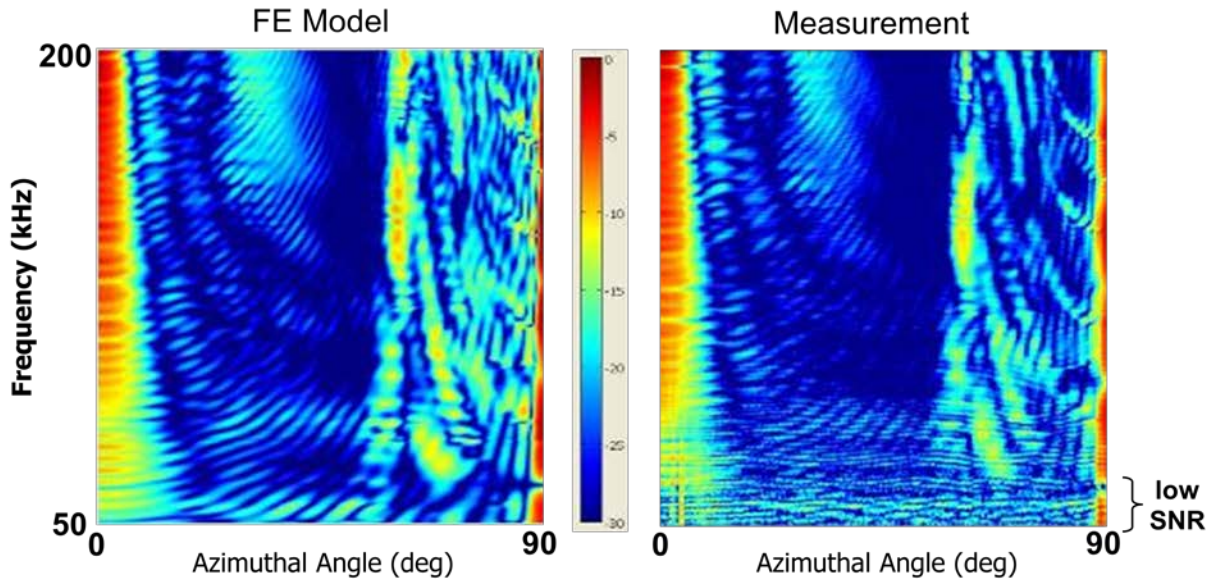 FE Model
Measurement
200
Frequency (kHz)
50
0
90
Azimuthal Angle (deg)
0
-5
-10
-15
-20
-25
-30
0
90
Azimuthal Angle (deg)
low
SNR